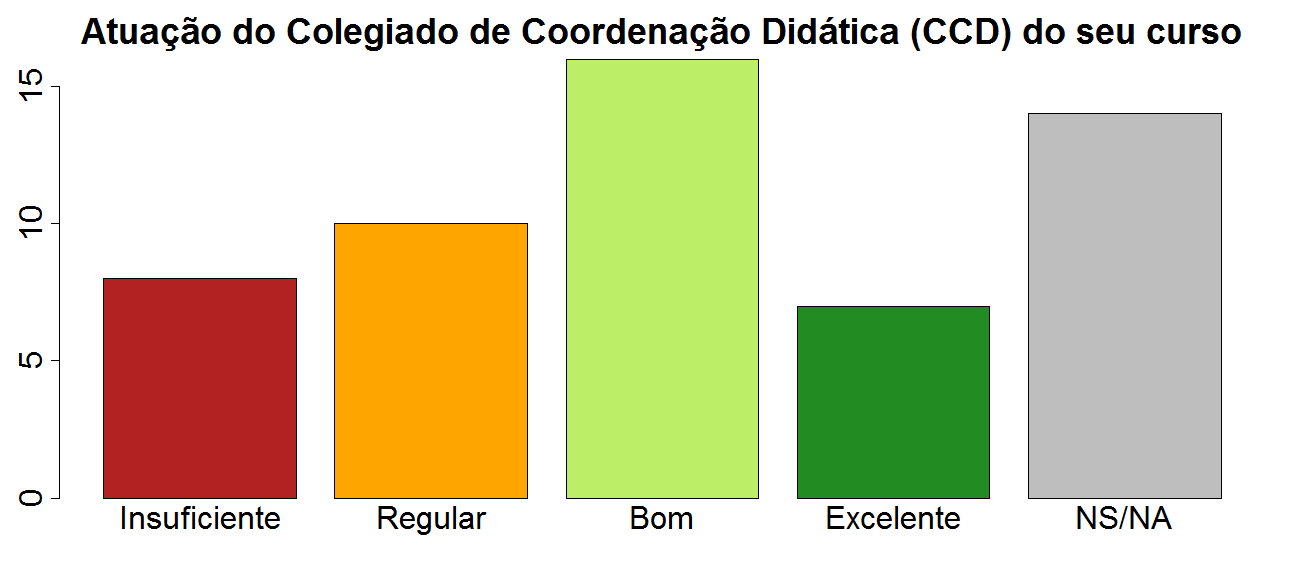 Atuação do Colegiado de Coordenação Didática (CCD) do seu curso
15
10
5
0
Insuficiente Regular Bom Excelente NS/NA